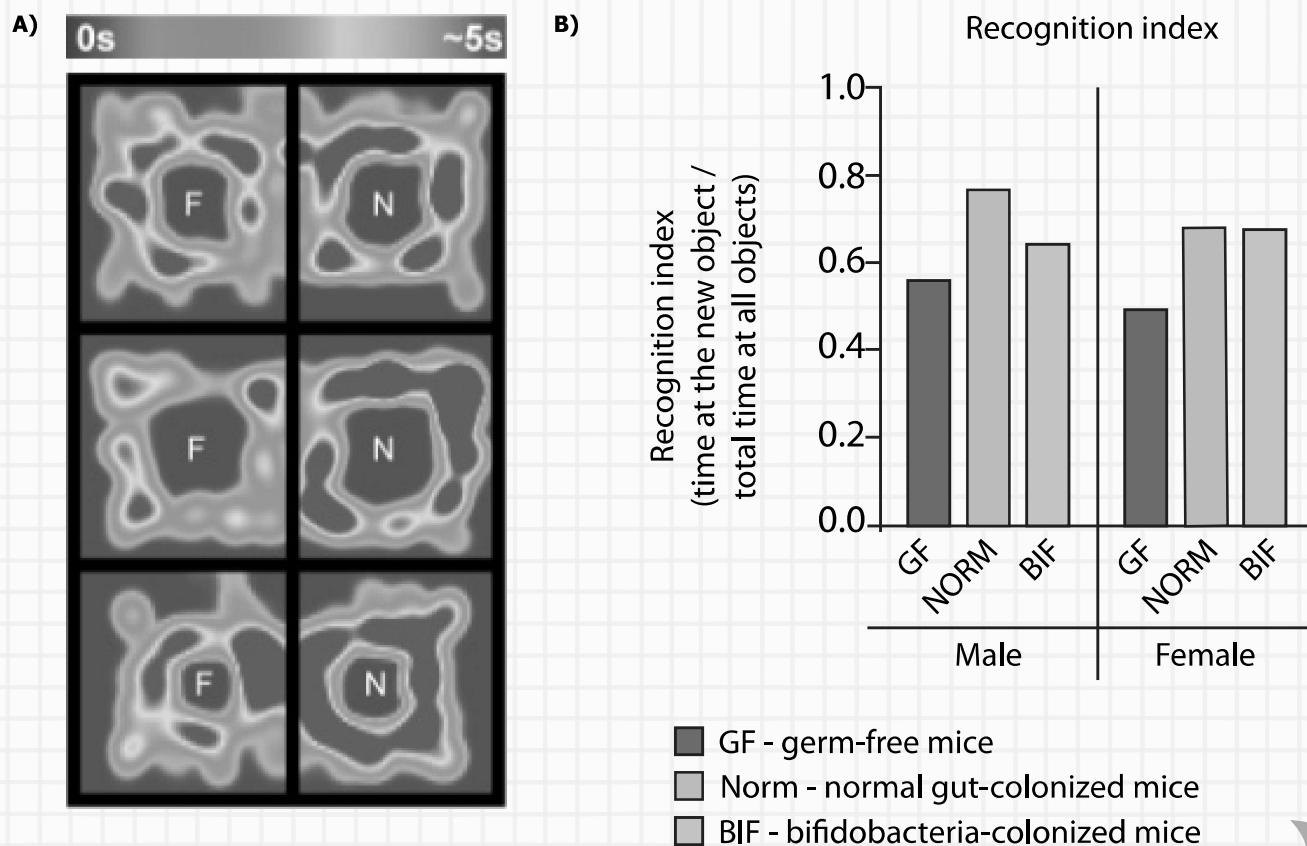 A)
0s ~5s
F N
F N
F N
B)
Recognition index
Recognition index
(time at the new object /
total time at all objects)
1.0
0.8
0.6
0.4
0.2
0.0
GF NORM BIF GF NORM BIF
Male Female
GF - germ-free mice
Norm - normal gut-colonized mice
BIF - bifidobacteria-colonized mice